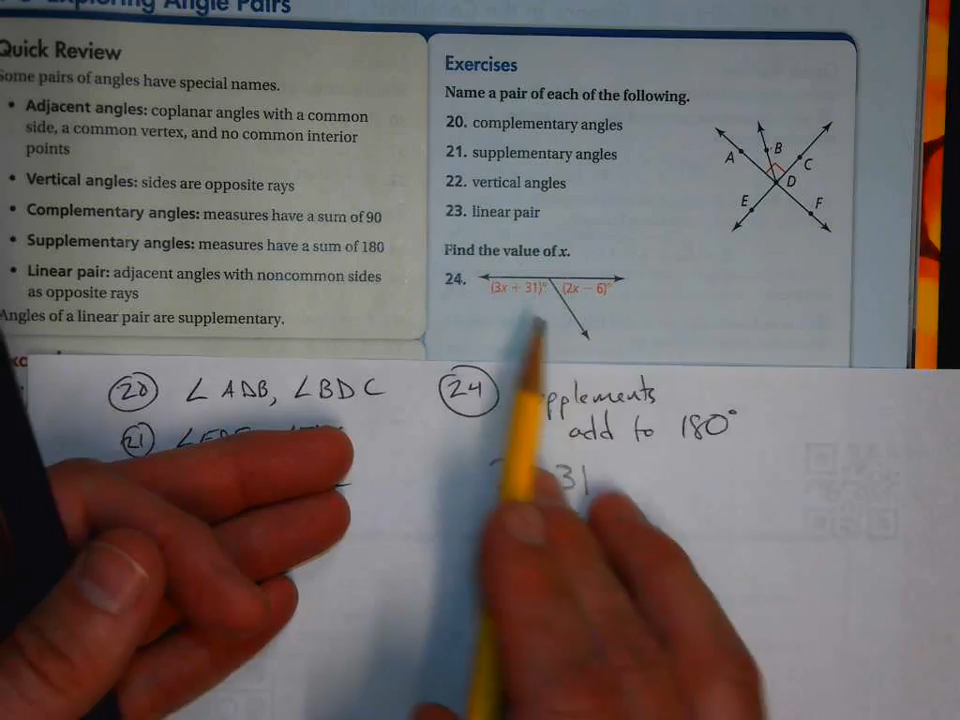 Exploring Angle Pairs
Quick Review
Some pairs of angles have special names.
• Adjacent angles: coplanar angles with a common
side, a common vertex, and no common interior
points
• Vertical angles: sides are opposite rays
• Complementary angles: measures have a sum of 90
• Supplementary angles: measures have a sum of 180
• Linear pair: adjacent angles with noncommon sides
as opposite rays
Angles of a linear pair are supplementary.
Exercises
Name a pair of each of the following.
20. complementary angles
21. supplementary angles
22. vertical angles
23. linear pair
A
B
C
D
E
F
Find the value of x.
24.
(3x + 31)° (2x − 6)°
20 ∠ADB, ∠BDC
21
24
add to 180°
31